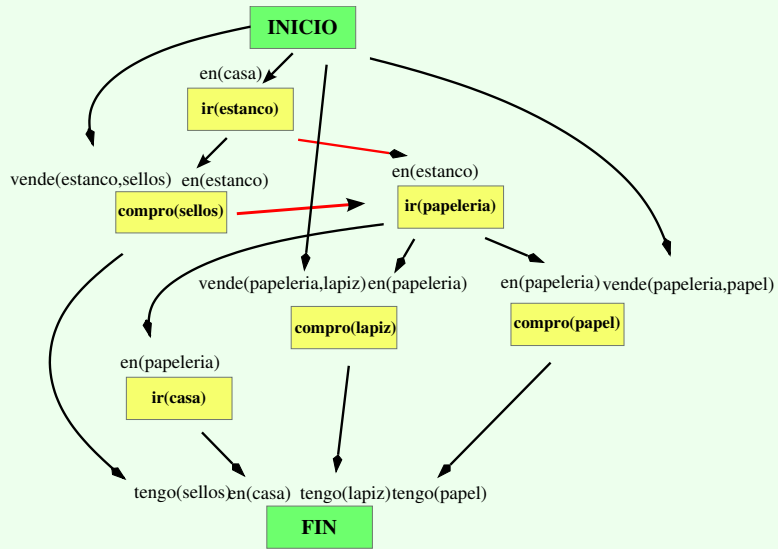 INICIO
en(casa)
ir(estanco)
en(estanco)
vende(estanco,sellos) en(estanco)
compro(sellos)
ir(papeleria)
vende(papeleria,lapiz) en(papeleria)
en(papeleria) vende(papeleria,papel)
compro(lapiz)
compro(papel)
en(papeleria)
ir(casa)
tengo(sellos) en(casa) tengo(lapiz) tengo(papel)
FIN